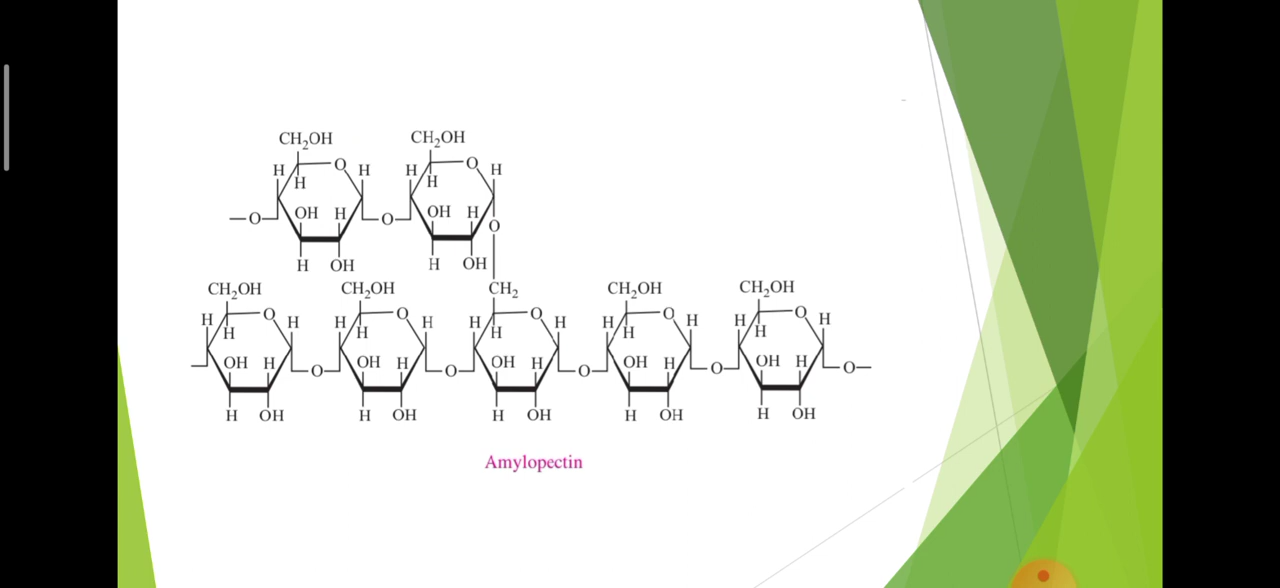 CH₂OH CH₂OH
H O H H O H
H H
OH H OH H
—O— O O
H OH H OH
CH₂OH CH₂OH CH₂ CH₂OH CH₂OH
H O H H O H H O H H O H H O H
H H H H H
OH H OH H OH H OH H OH H
O O O O O—
H OH H OH H OH H OH H OH
Amylopectin